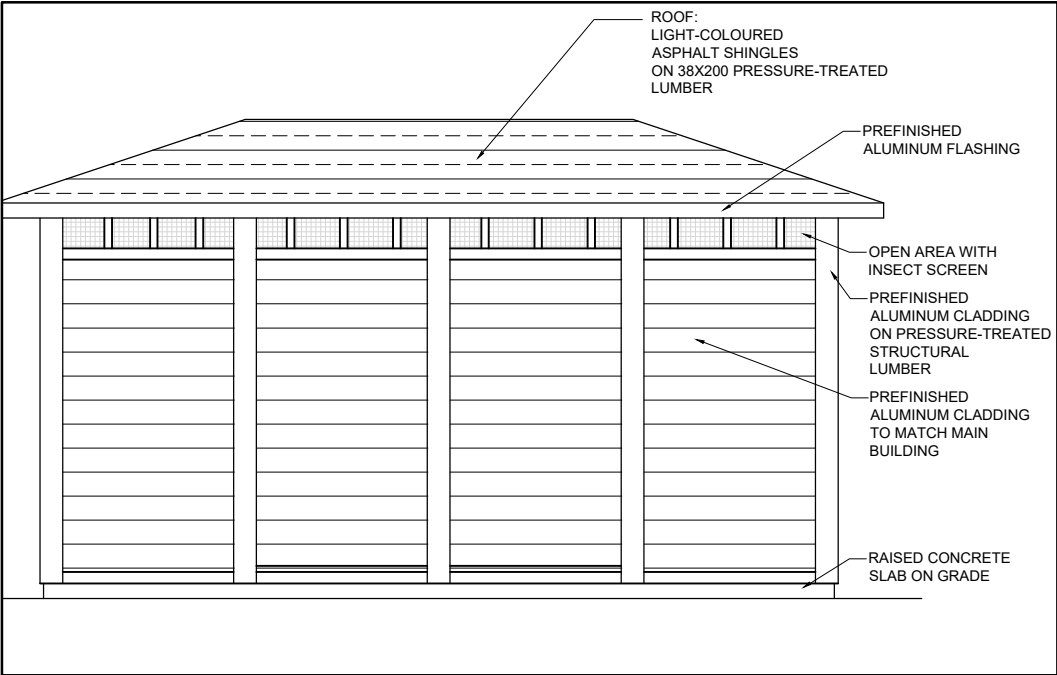 ROOF:
LIGHT-COLOURED
ASPHALT SHINGLES
ON 38X200 PRESSURE-TREATED
LUMBER
PREFINISHED
ALUMINUM FLASHING
OPEN AREA WITH
INSECT SCREEN
PREFINISHED
ALUMINUM CLADDING
ON PRESSURE-TREATED
STRUCTURAL
LUMBER
PREFINISHED
ALUMINUM CLADDING
TO MATCH MAIN
BUILDING
RAISED CONCRETE
SLAB ON GRADE